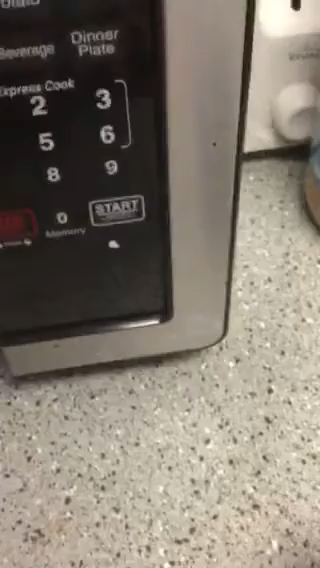 Beverage
Dinner
Plate
Express Cook
2 3
5 6
8 9
0 START
Memory